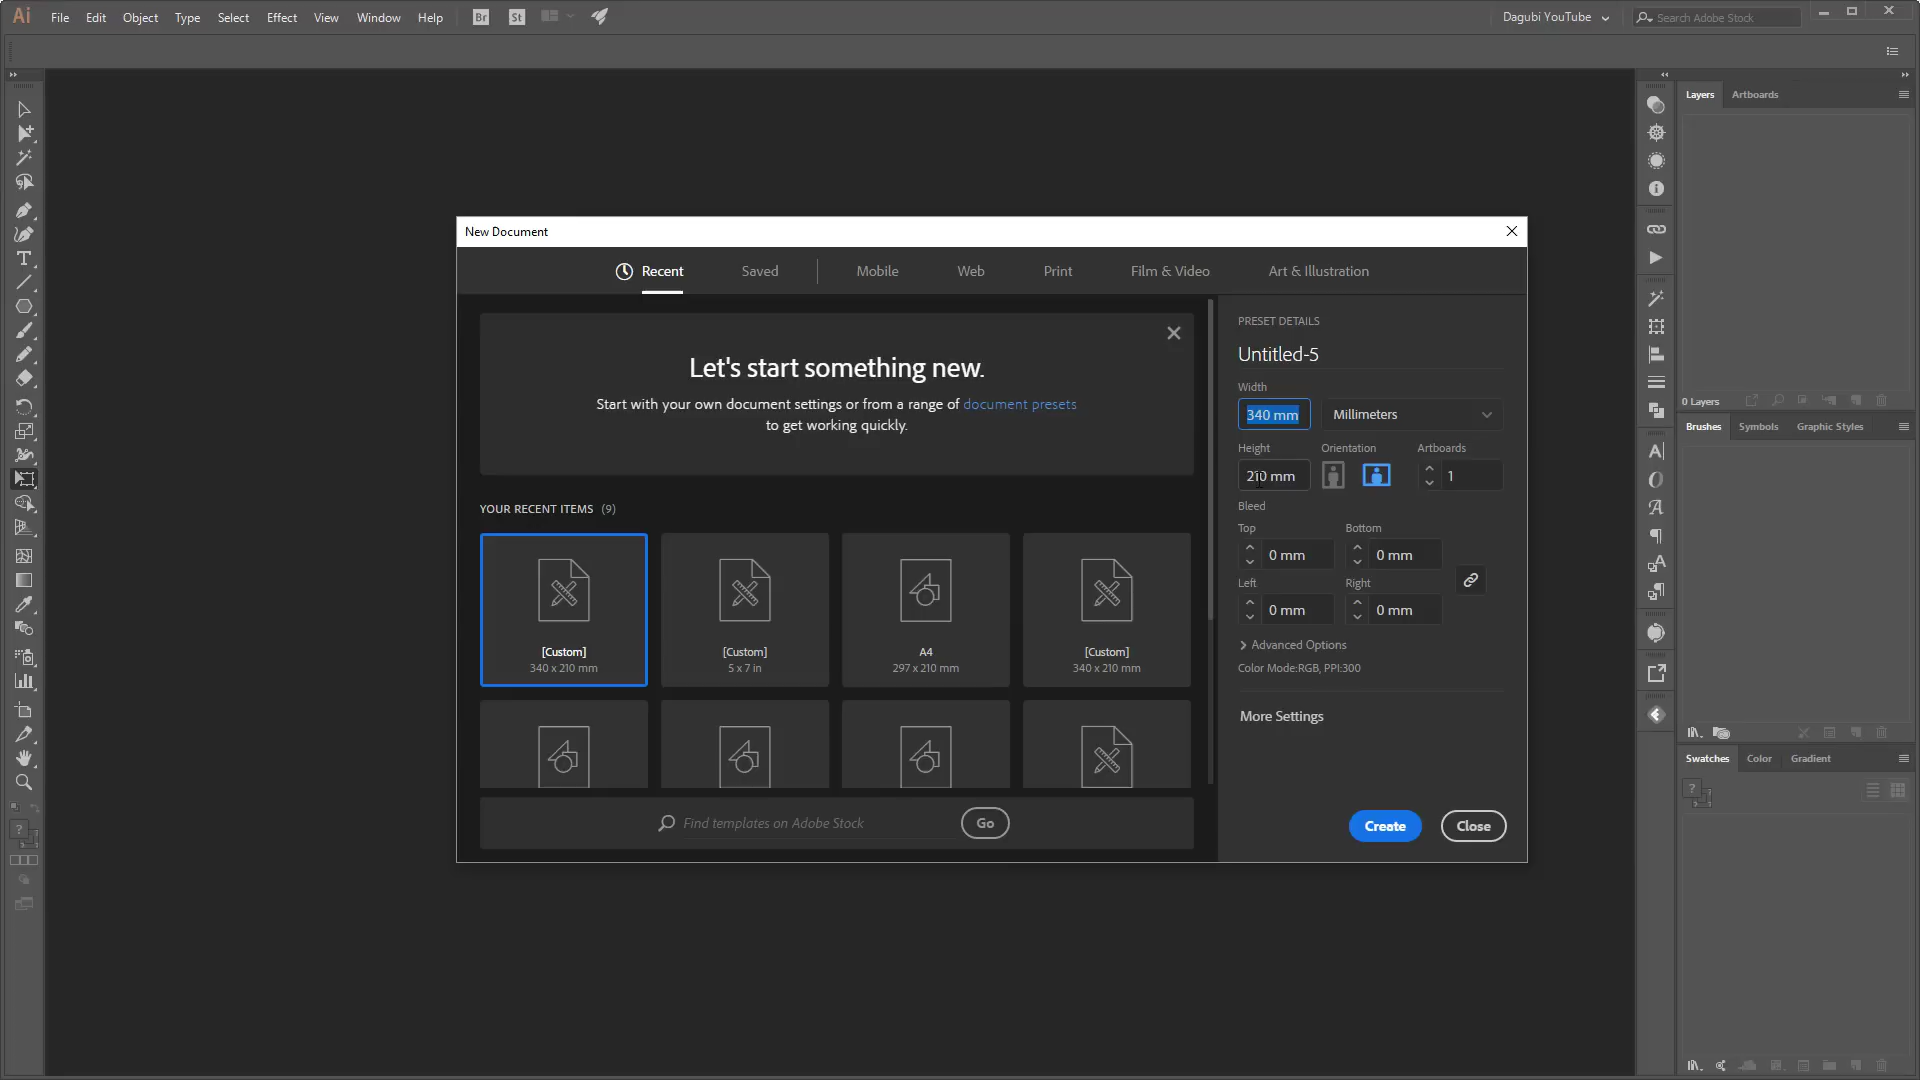 Ai File Edit Object Type Select Effect View Window Help Br St Dagubi YouTube Search Adobe Stock
Layers Artboards
New Document
Recent Saved Mobile Web Print Film & Video Art & Illustration
Let's start something new.
Start with your own document settings or from a range of document presets
to get working quickly.
YOUR RECENT ITEMS (9)
[Custom]
340 x 210 mm
[Custom]
5 x 7 in
A4
297 x 210 mm
[Custom]
340 x 210 mm
Find templates on Adobe Stock Go
PRESET DETAILS
Untitled-5
Width
340 mm Millimeters
Height Orientation Artboards
210 mm 1
Bleed
Top Bottom
0 mm 0 mm
Left Right
0 mm 0 mm
Advanced Options
Color Mode:RGB, PPI:300
More Settings
Create Close
0 Layers
Brushes Symbols Graphic Styles
Swatches Color Gradient